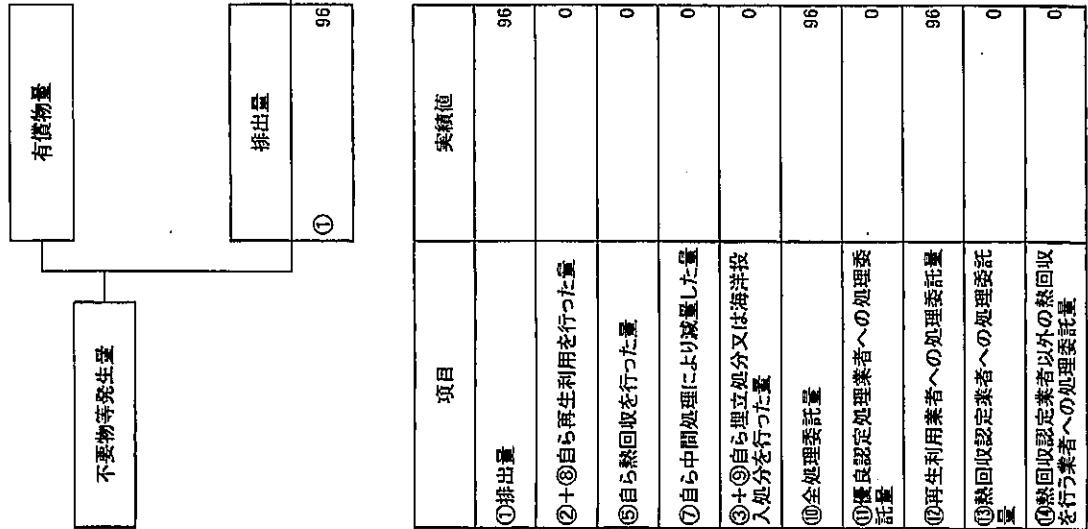 不要物等発生量
有償物量
排出量
① 96
項目 実績値
①排出量 96
②+⑧自ら再生利用を行った量 0
⑤自ら熱回収を行った量 0
⑦自ら中間処理により減量した量 0
③+⑨自ら埋立処分又は海洋投
入処分を行った量 0
⑩全処理委託量 96
⑪優良認定処理業者への処理委
託量 0
⑫再生利用業者への処理委託量 96
⑬熱回収認定業者への処理委託
量 0
⑭熱回収認定業者以外の熱回収
を行う業者への処理委託量 0